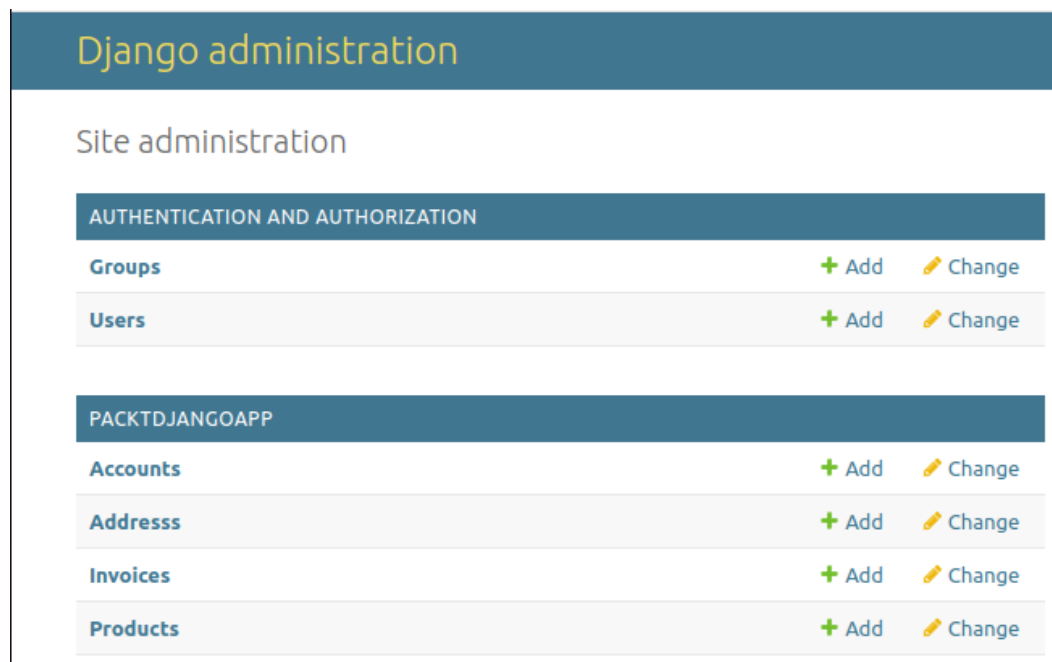 Django administration
Site administration
AUTHENTICATION AND AUTHORIZATION
Groups Add Change
Users Add Change
PACKTDJANGOAPP
Accounts Add Change
Addresss Add Change
Invoices Add Change
Products Add Change